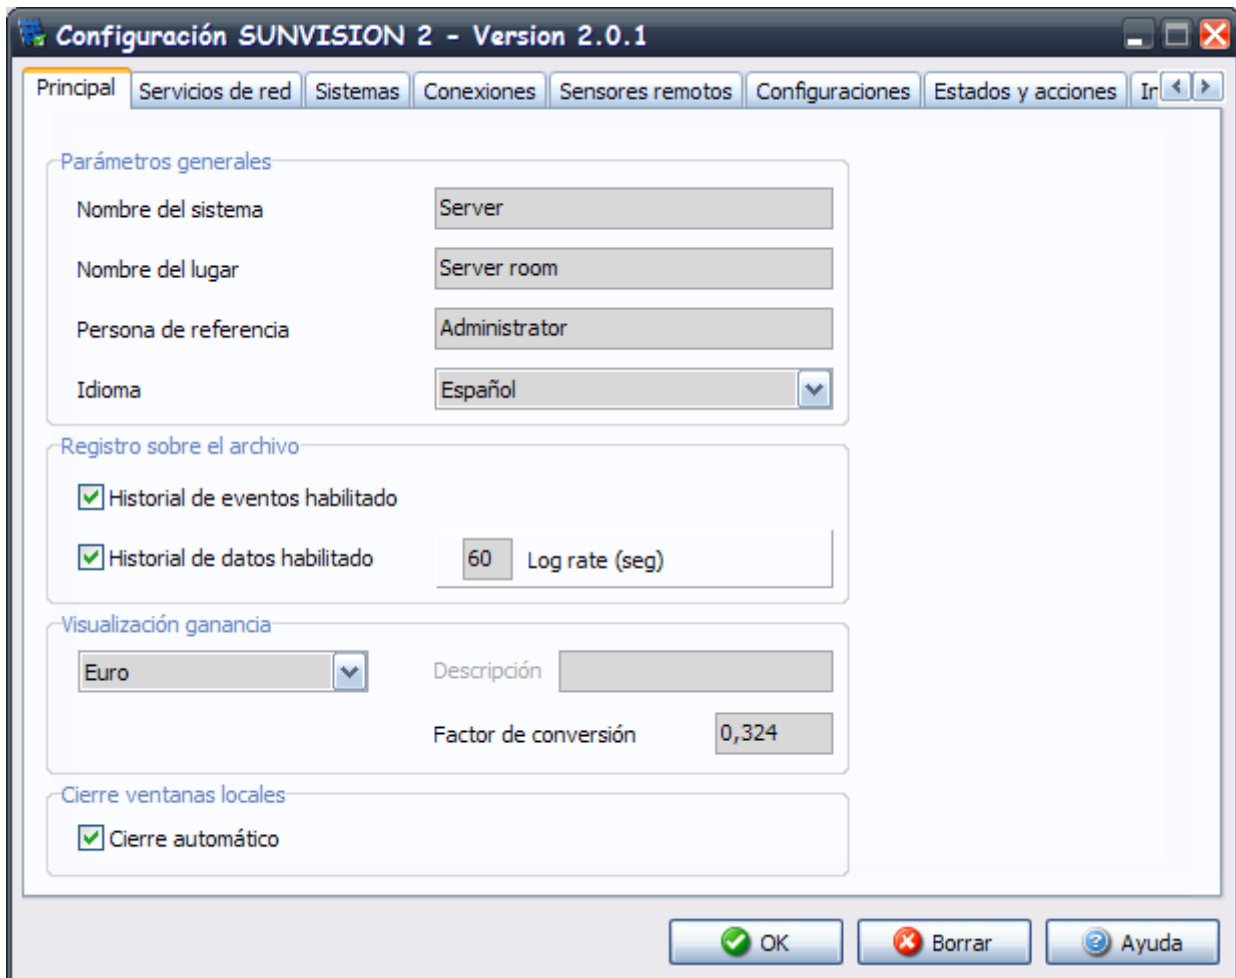 Configuración SUNVISION 2 - Version 2.0.1
Principal Servicios de red Sistemas Conexiones Sensores remotos Configuraciones Estados y acciones
Parámetros generales
Nombre del sistema Server
Nombre del lugar Server room
Persona de referencia Administrator
Idioma Español
Registro sobre el archivo
Historial de eventos habilitado
Historial de datos habilitado 60 Log rate (seg)
Visualización ganancia
Euro Descripción
Factor de conversión 0,324
Cierre ventanas locales
Cierre automático
OK Borrar Ayuda